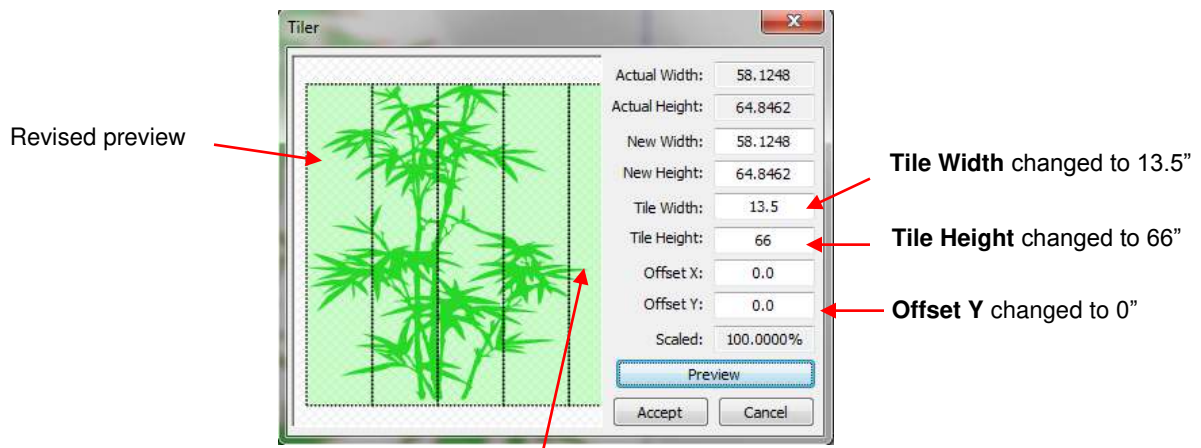 Tiler
Actual Width: 58.1248
Actual Height: 64.8462
New Width: 58.1248
New Height: 64.8462
Tile Width: 13.5
Tile Height: 66
Offset X: 0.0
Offset Y: 0.0
Scaled: 100.0000%
Preview
Accept Cancel
Revised preview
Tile Width changed to 13.5”
Tile Height changed to 66”
Offset Y changed to 0”